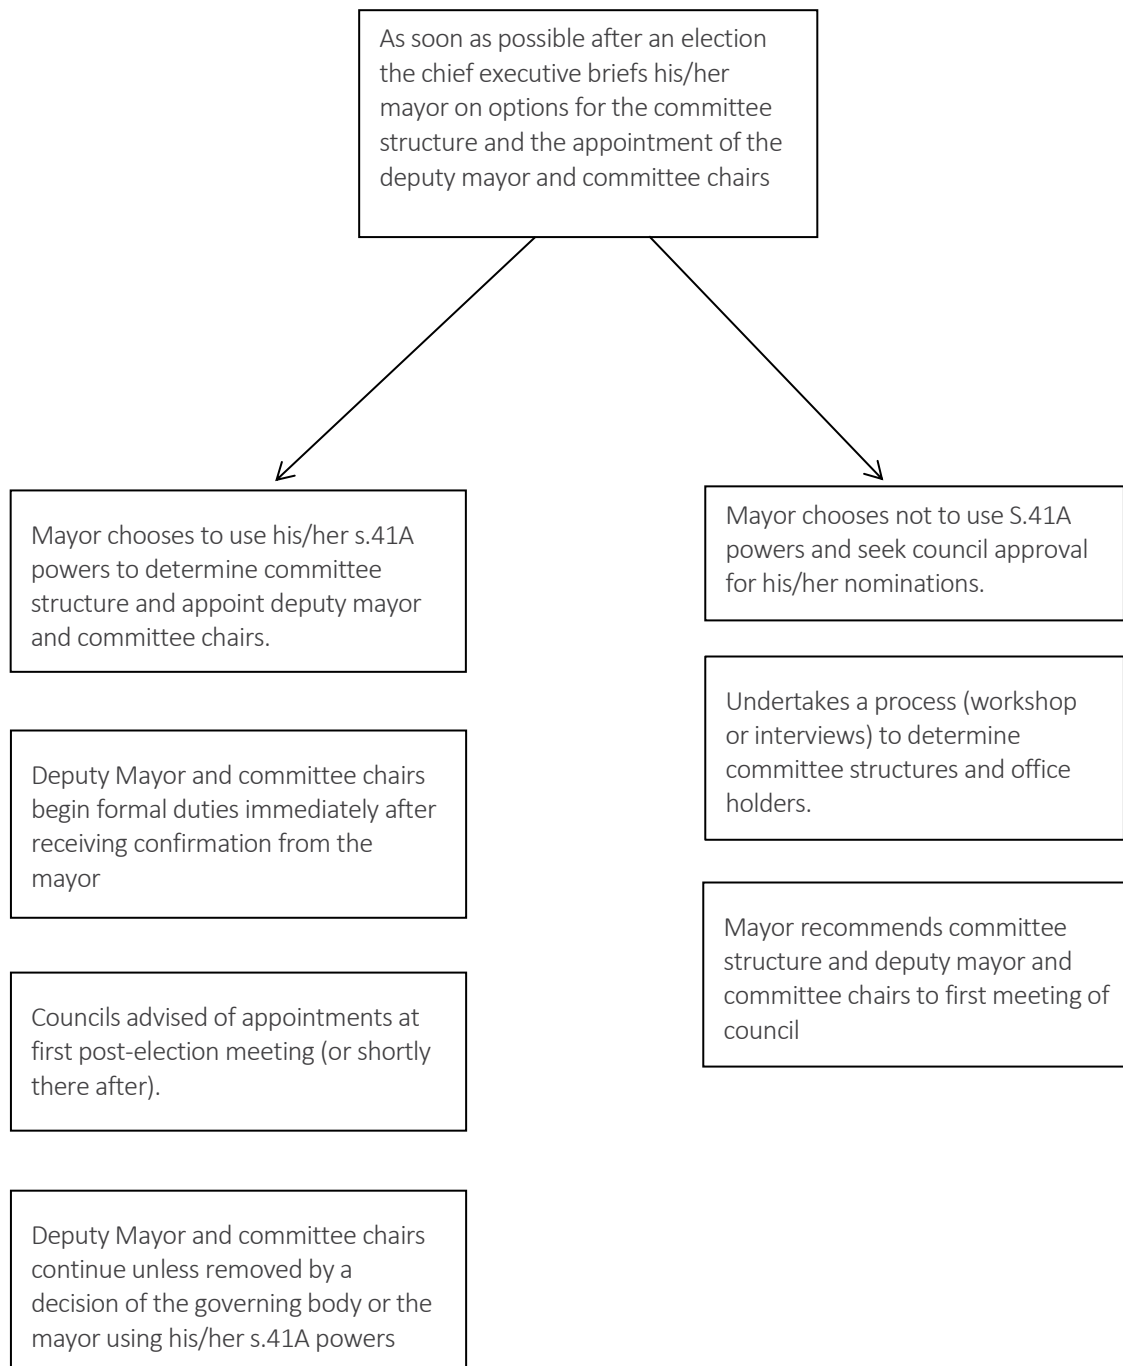 As soon as possible after an election
the chief executive briefs his/her
mayor on options for the committee
structure and the appointment of the
deputy mayor and committee chairs
Mayor chooses to use his/her s.41A
powers to determine committee
structure and appoint deputy mayor
and committee chairs.
Deputy Mayor and committee chairs
begin formal duties immediately after
receiving confirmation from the
mayor
Councils advised of appointments at
first post-election meeting (or shortly
there after).
Deputy Mayor and committee chairs
continue unless removed by a
decision of the governing body or the
mayor using his/her s.41A powers
Mayor chooses not to use S.41A
powers and seek council approval
for his/her nominations.
Undertakes a process (workshop
or interviews) to determine
committee structures and office
holders.
Mayor recommends committee
structure and deputy mayor and
committee chairs to first meeting of
council